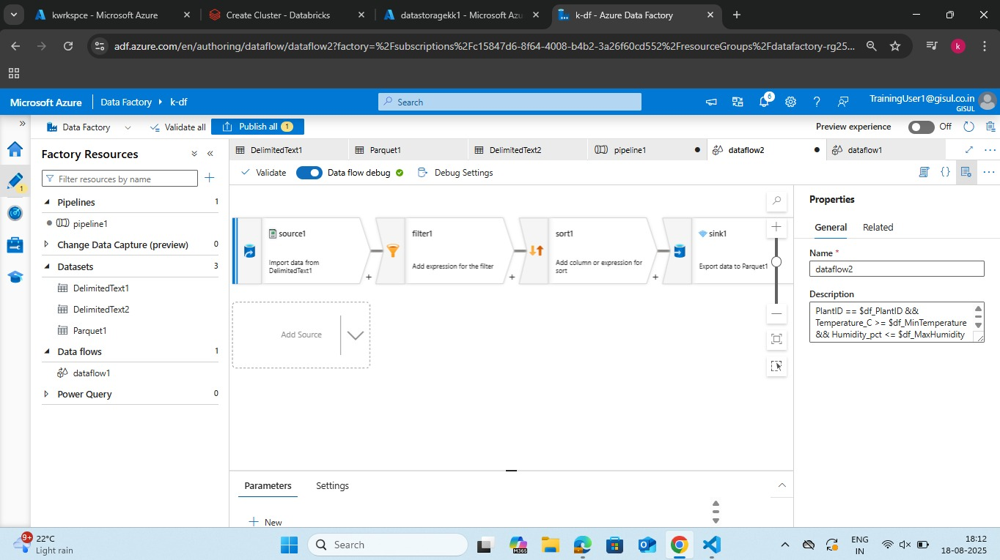 kwrkspce - Microsoft Azure
Create Cluster - Databricks
datastoragekk1 - Microsoft Azu
k-df - Azure Data Factory
adf.azure.com/en/authoring/dataflow/dataflow2?factory=%2Fsubscriptions%2Fc15847d6-8f64-4008-b4b2-3a26f60cd552%2FresourceGroups%2Fdatafactory-rg25...
k
Microsoft Azure
Data Factory
k-df
Search
6
TrainingUser1@gisul.co.in
GISUL
Data Factory
Validate all
Publish all
1
Preview experience
Off
1
Factory Resources
Filter resources by name
Pipelines
1
pipeline1
Change Data Capture (preview)
0
Datasets
3
DelimitedText1
DelimitedText2
Parquet1
Data flows
1
dataflow1
Power Query
0
DelimitedText1
Parquet1
DelimitedText2
pipeline1
dataflow2
dataflow1
Validate
Data flow debug
Debug Settings
source1
Import data from
DelimitedText1
filter1
Add expression for the filter
sort1
Add column or expression for
sort
sink1
Export data to Parquet1
Add Source
Parameters
Settings
New
Properties
General
Related
Name *
dataflow2
Description
PlantID == $df_PlantID &&
Temperature_C >= $df_MinTemperature
&& Humidity_pct <= $df_MaxHumidity
9+
22°C
Light rain
Search
M365
ENG
IN
18:12
18-08-2025